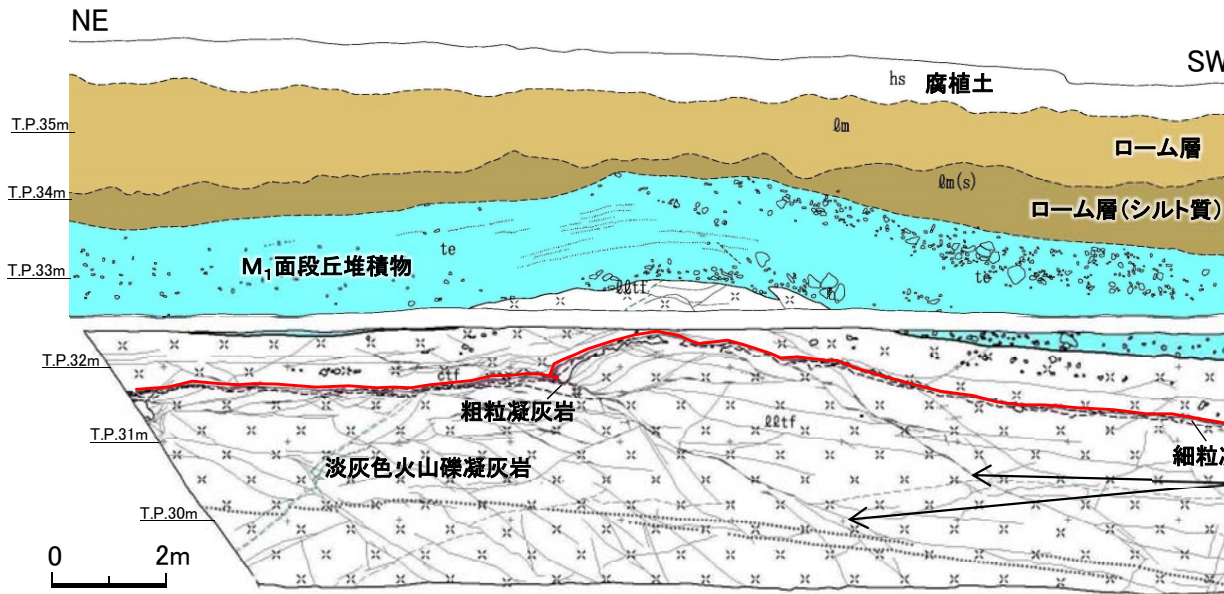 NE
SW
hs 腐植土
T.P.35m
ℓm
ローム層
T.P.34m
ℓm(s)
ローム層(シルト質)
te
M₁面段丘堆積物
T.P.33m
te
ℓℓtf
T.P.32m
ctf
粗粒凝灰岩
T.P.31m
ℓℓtf
淡灰色火山礫凝灰岩
細粒
T.P.30m
0 2m